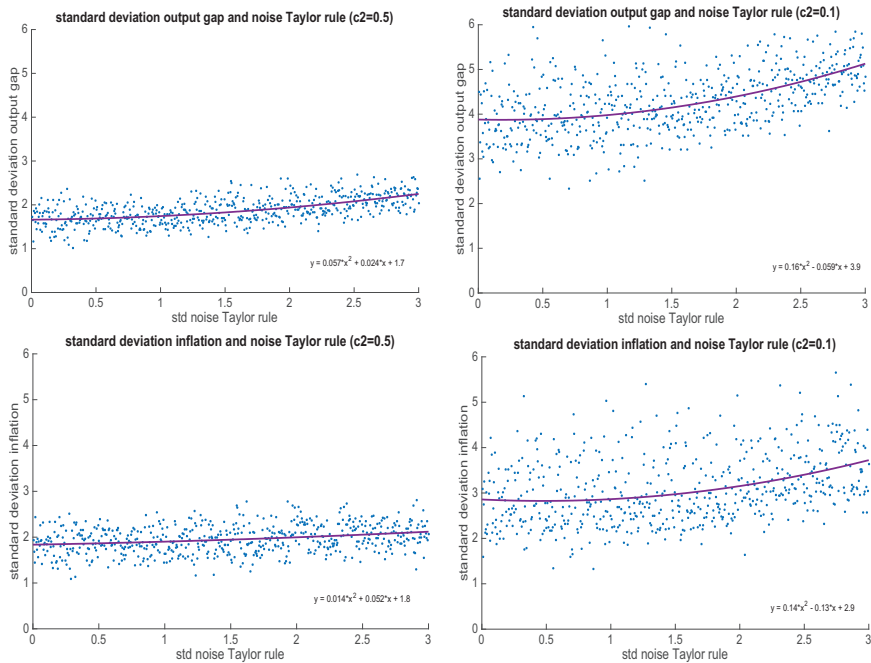 standard deviation output gap and noise Taylor rule (c2=0.5)
6
5
4
3
2
1
0
standard deviation output gap
y = 0.057*x2 + 0.024*x + 1.7
0 0.5 1 1.5 2 2.5 3
std noise Taylor rule
standard deviation output gap and noise Taylor rule (c2=0.1)
6
5
4
3
2
1
0
standard deviation output gap
y = 0.16*x2 - 0.059*x + 3.9
0 0.5 1 1.5 2 2.5 3
std noise Taylor rule
standard deviation inflation and noise Taylor rule (c2=0.5)
6
5
4
3
2
1
0
standard deviation inflation
y = 0.014*x2 + 0.052*x + 1.8
0 0.5 1 1.5 2 2.5 3
std noise Taylor rule
standard deviation inflation and noise Taylor rule (c2=0.1)
6
5
4
3
2
1
0
standard deviation inflation
y = 0.14*x2 - 0.13*x + 2.9
0 0.5 1 1.5 2 2.5 3
std noise Taylor rule